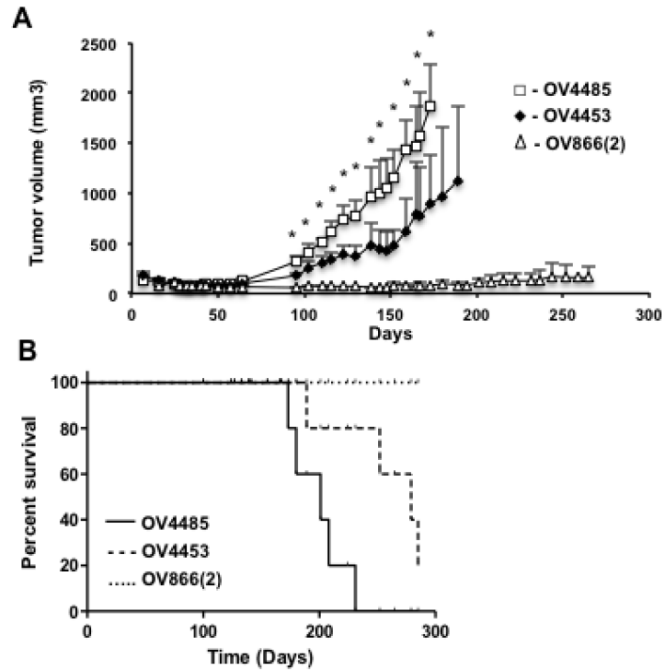 A
Tumor volume (mm3)
2500
2000
1500
1000
500
0
0 50 100 150 200 250 300
Days
* * * * * * * * * * *
- OV4485
- OV4453
- OV866(2)
B
Percent survival
100
80
60
40
20
0
0 100 200 300
Time (Days)
OV4485
OV4453
OV866(2)